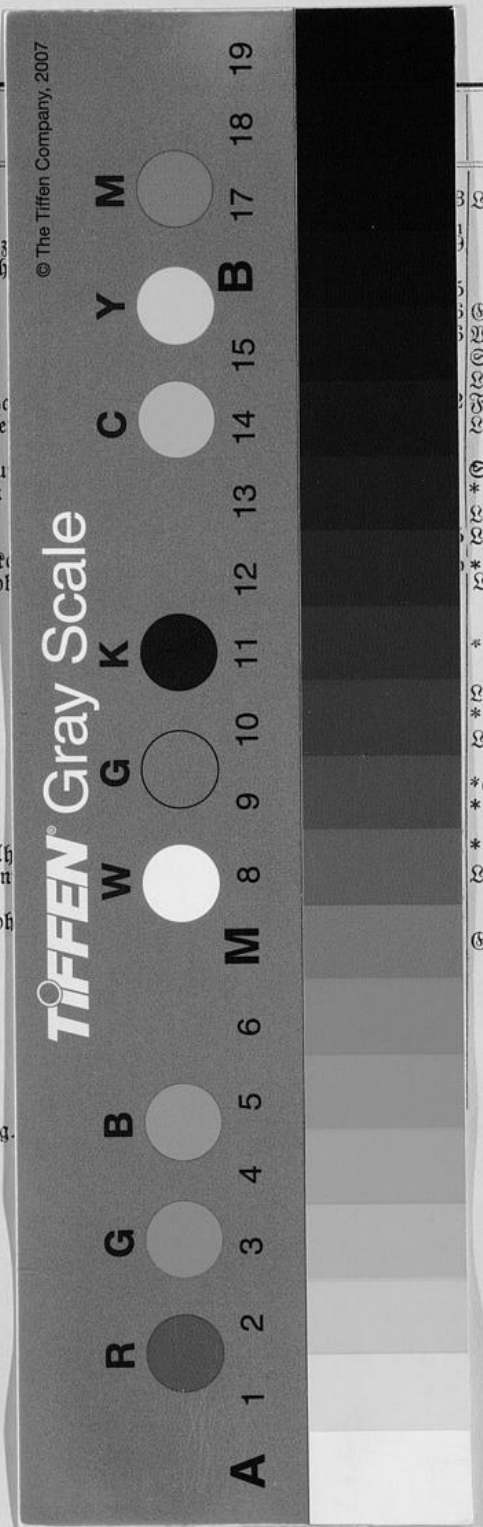 TIFFEN® Gray Scale
© The Tiffen Company, 2007
R G B W G K C Y M
A 1 2 3 4 5 6 M 8 9 10 11 12 13 14 15 B 17 18 19